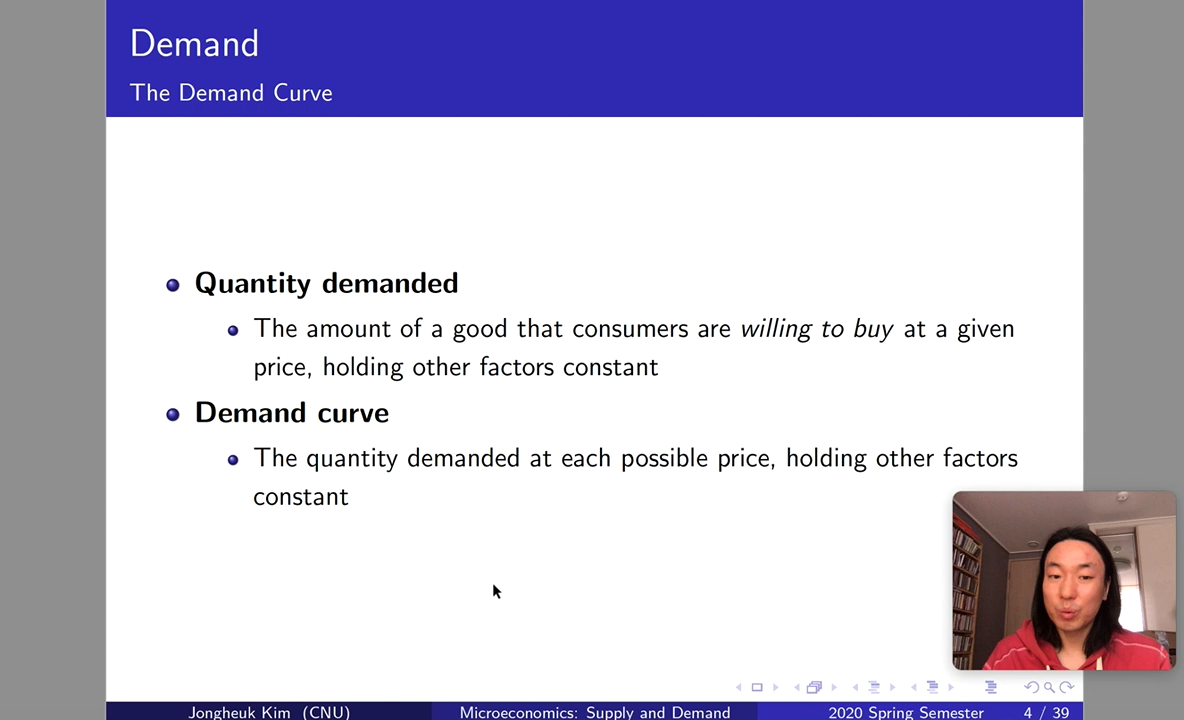 Demand
The Demand Curve
Quantity demanded
The amount of a good that consumers are willing to buy at a given
price, holding other factors constant
Demand curve
The quantity demanded at each possible price, holding other factors
constant
Jongheuk Kim (CNU)
Microeconomics: Supply and Demand
2020 Spring Semester
4 / 39